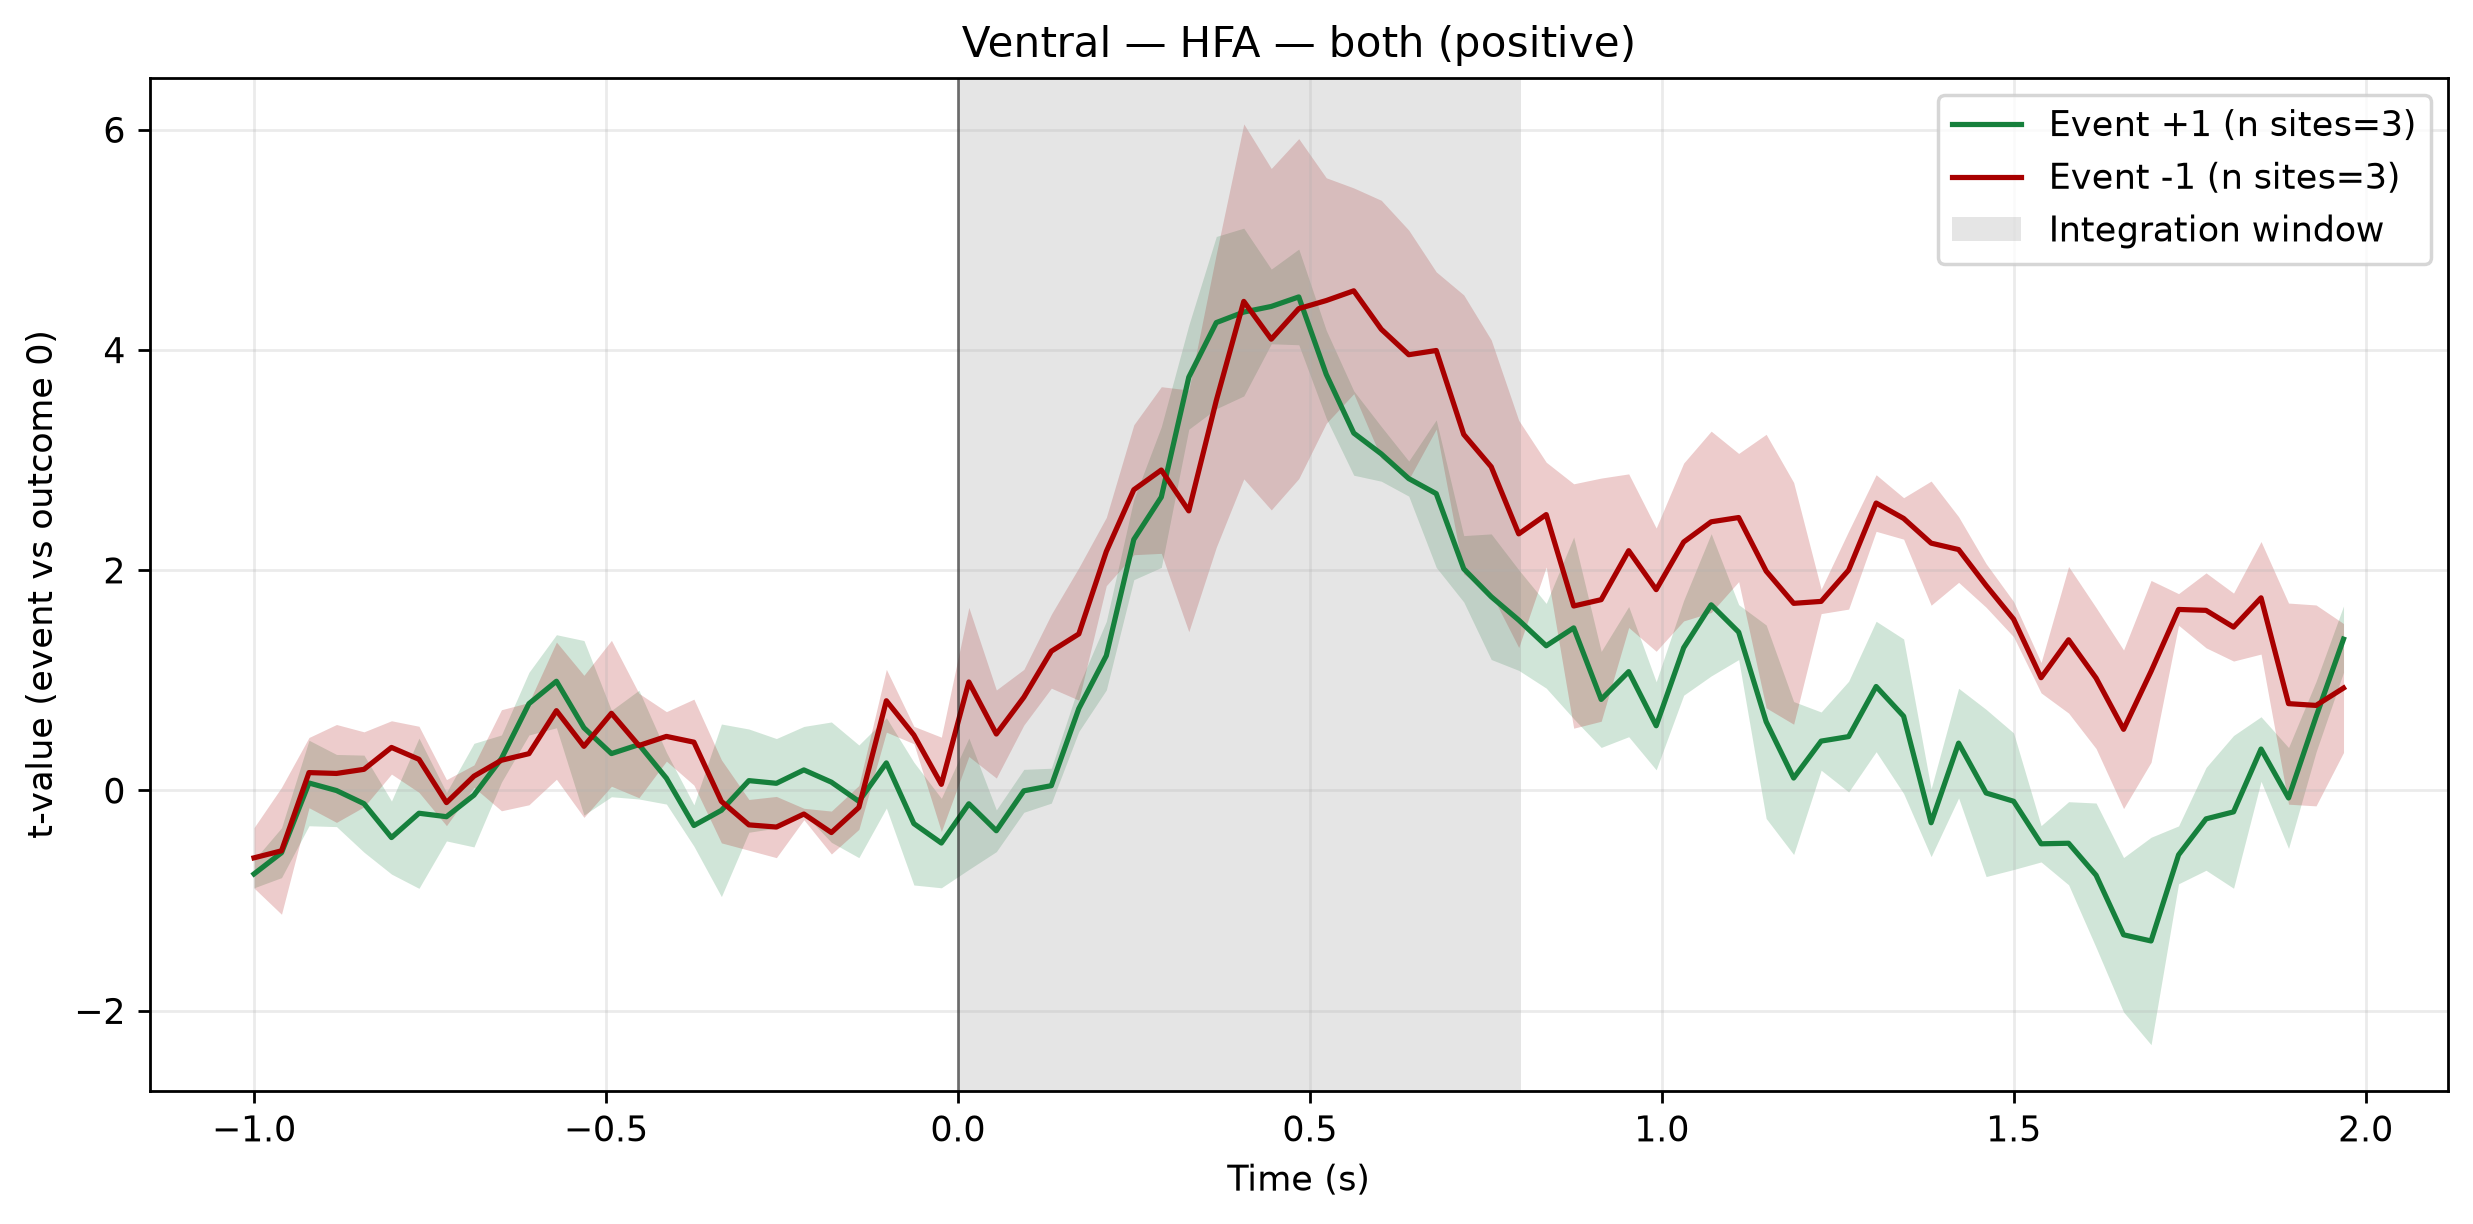 Ventral — HFA — both (positive)
Event +1 (n sites=3)
Event -1 (n sites=3)
Integration window
t-value (event vs outcome 0)
6
4
2
0
−2
−1.0
−0.5
0.0
0.5
1.0
1.5
2.0
Time (s)